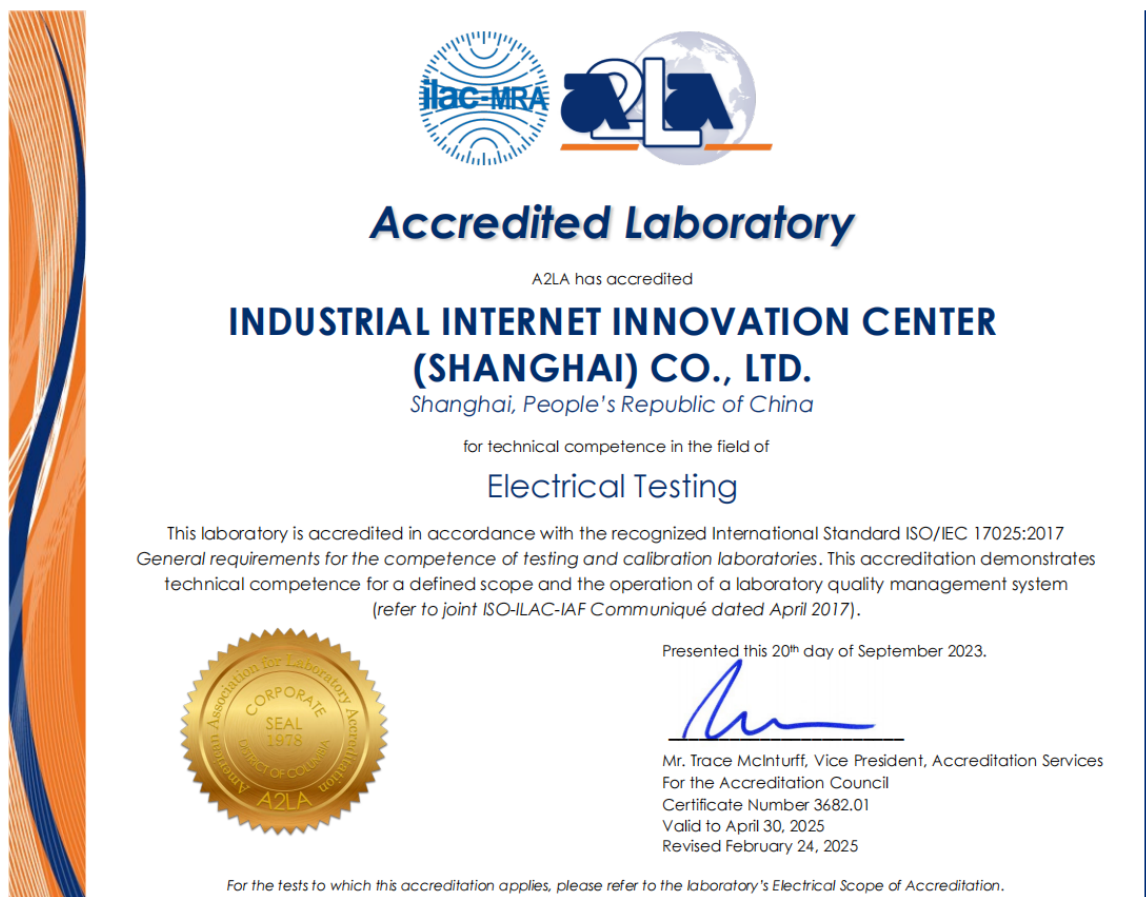 ilac-MRA
A2LA
Accredited Laboratory
A2LA has accredited
INDUSTRIAL INTERNET INNOVATION CENTER
(SHANGHAI) CO., LTD.
Shanghai, People's Republic of China
for technical competence in the field of
Electrical Testing
This laboratory is accredited in accordance with the recognized International Standard ISO/IEC 17025:2017
General requirements for the competence of testing and calibration laboratories. This accreditation demonstrates
technical competence for a defined scope and the operation of a laboratory quality management system
(refer to joint ISO-ILAC-IAF Communiqué dated April 2017).
American Association for Laboratory Accreditation
CORPORATE
SEAL
1978
DISTRICT OF COLUMBIA
A2LA
Presented this 20th day of September 2023.
Mr. Trace McInturff, Vice President, Accreditation Services
For the Accreditation Council
Certificate Number 3682.01
Valid to April 30, 2025
Revised February 24, 2025
For the tests to which this accreditation applies, please refer to the laboratory's Electrical Scope of Accreditation.